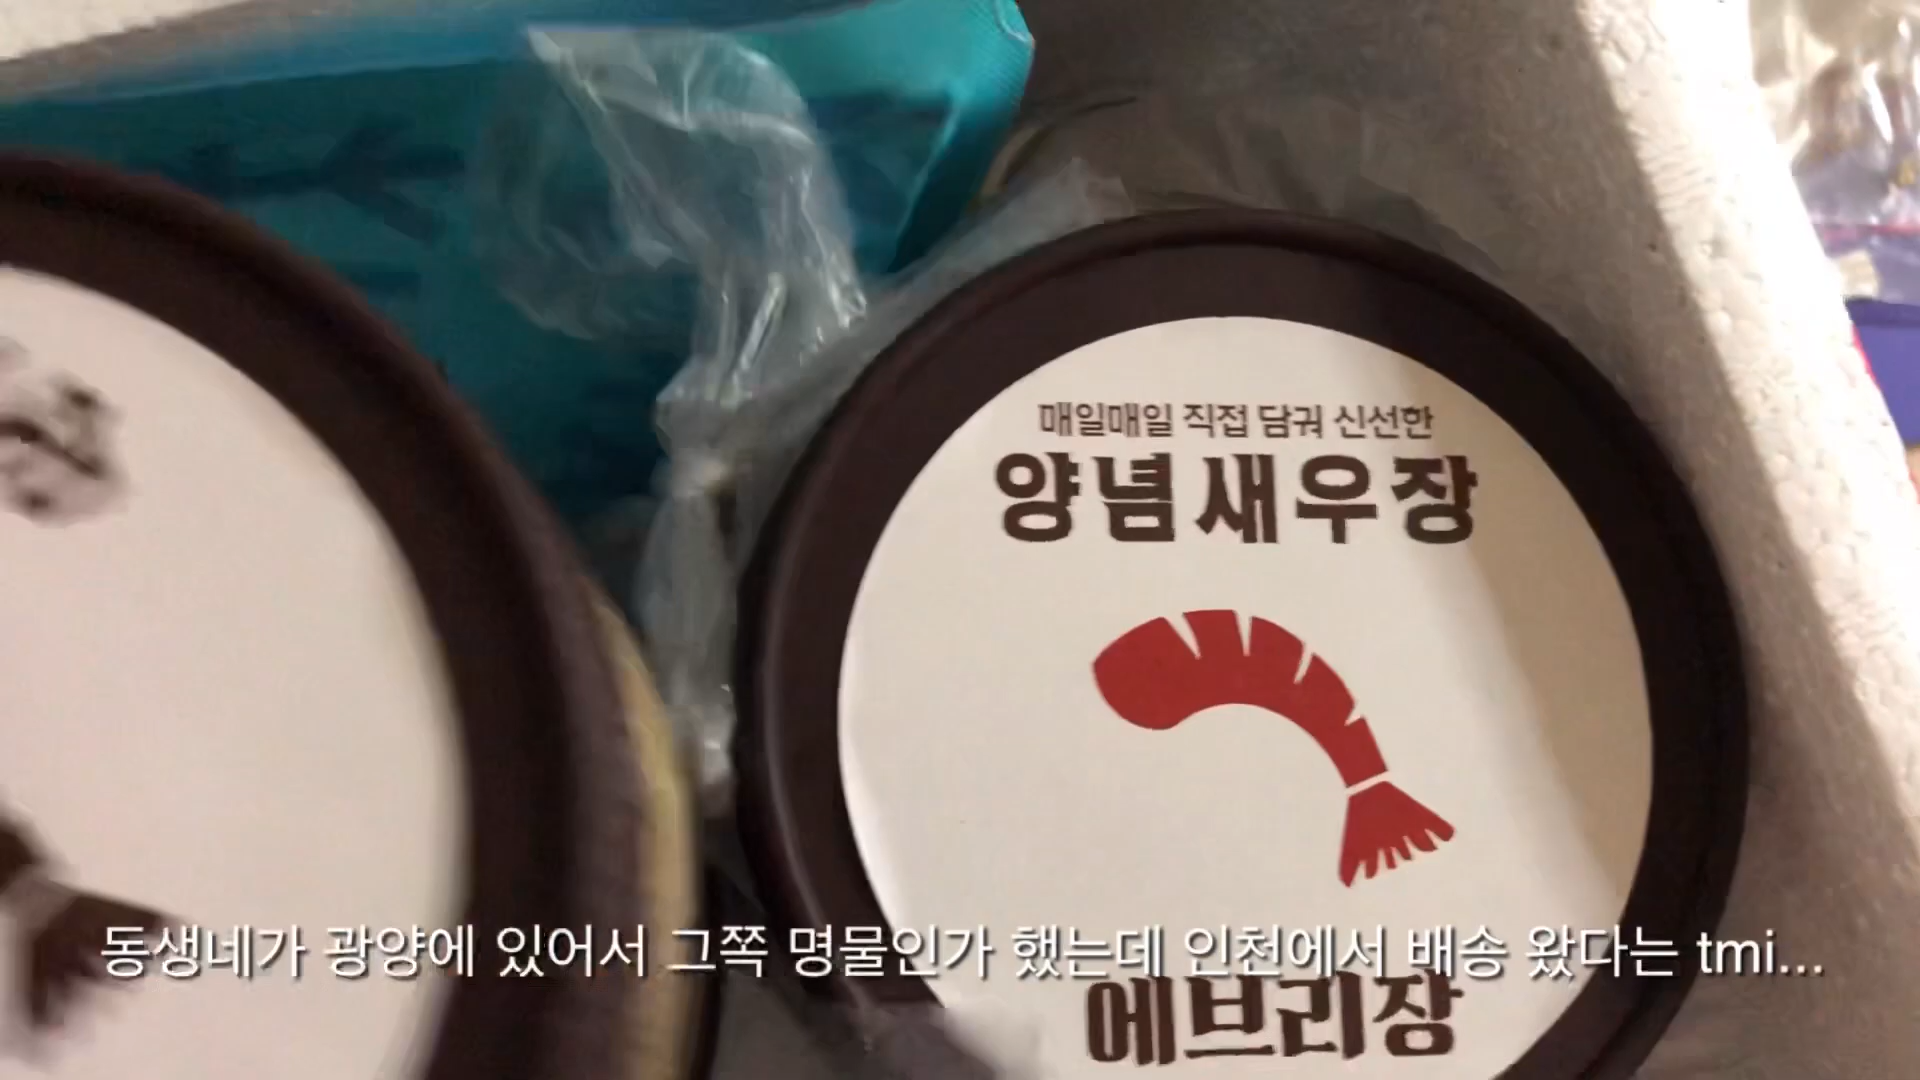 매일매일 직접 담궈 신선한
양념새우장
동생네가 광양에 있어서 그쪽 명물인가 했는데 인천에서 배송 왔다는 tmi...
에브리장